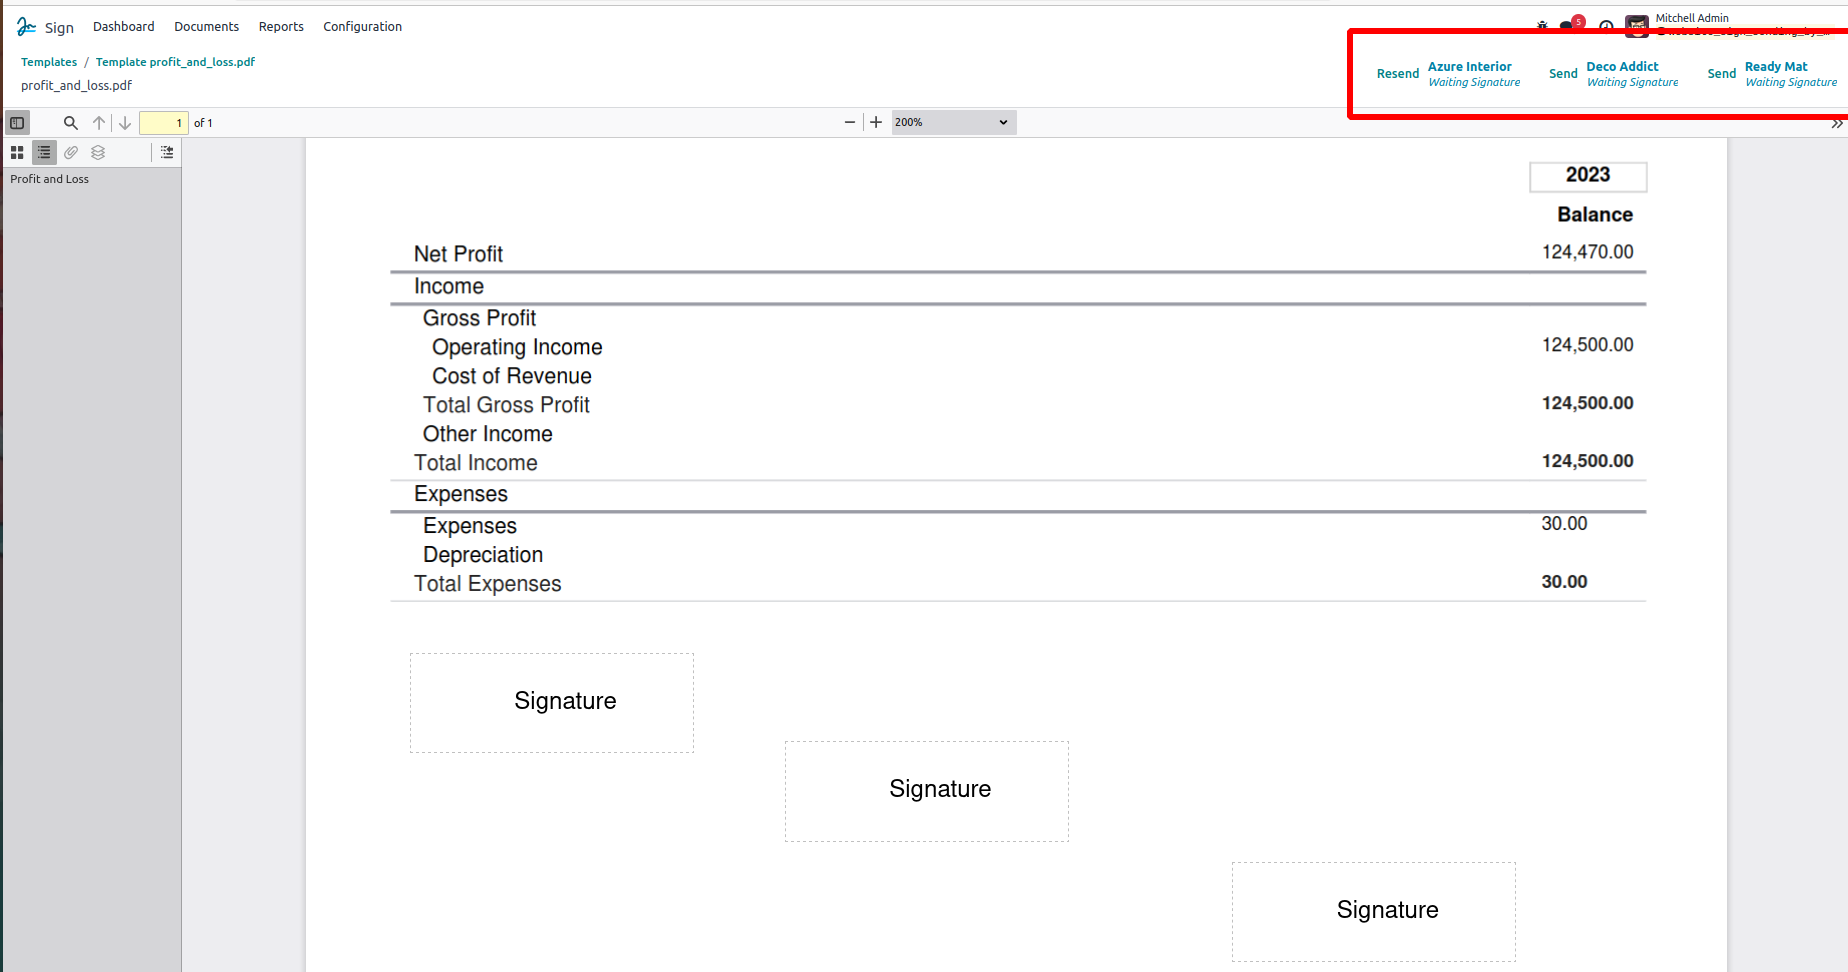 Sign Dashboard Documents Reports Configuration
5 Mitchell Admin
Templates / Template profit_and_loss.pdf
profit_and_loss.pdf
Resend Azure Interior Send Deco Addict Send Ready Mat
Waiting Signature Waiting Signature Waiting Signature
1 of 1 200%
Profit and Loss
2023
Balance
Net Profit 124,470.00
Income
Gross Profit
Operating Income 124,500.00
Cost of Revenue
Total Gross Profit 124,500.00
Other Income
Total Income 124,500.00
Expenses
Expenses 30.00
Depreciation
Total Expenses 30.00
Signature
Signature
Signature